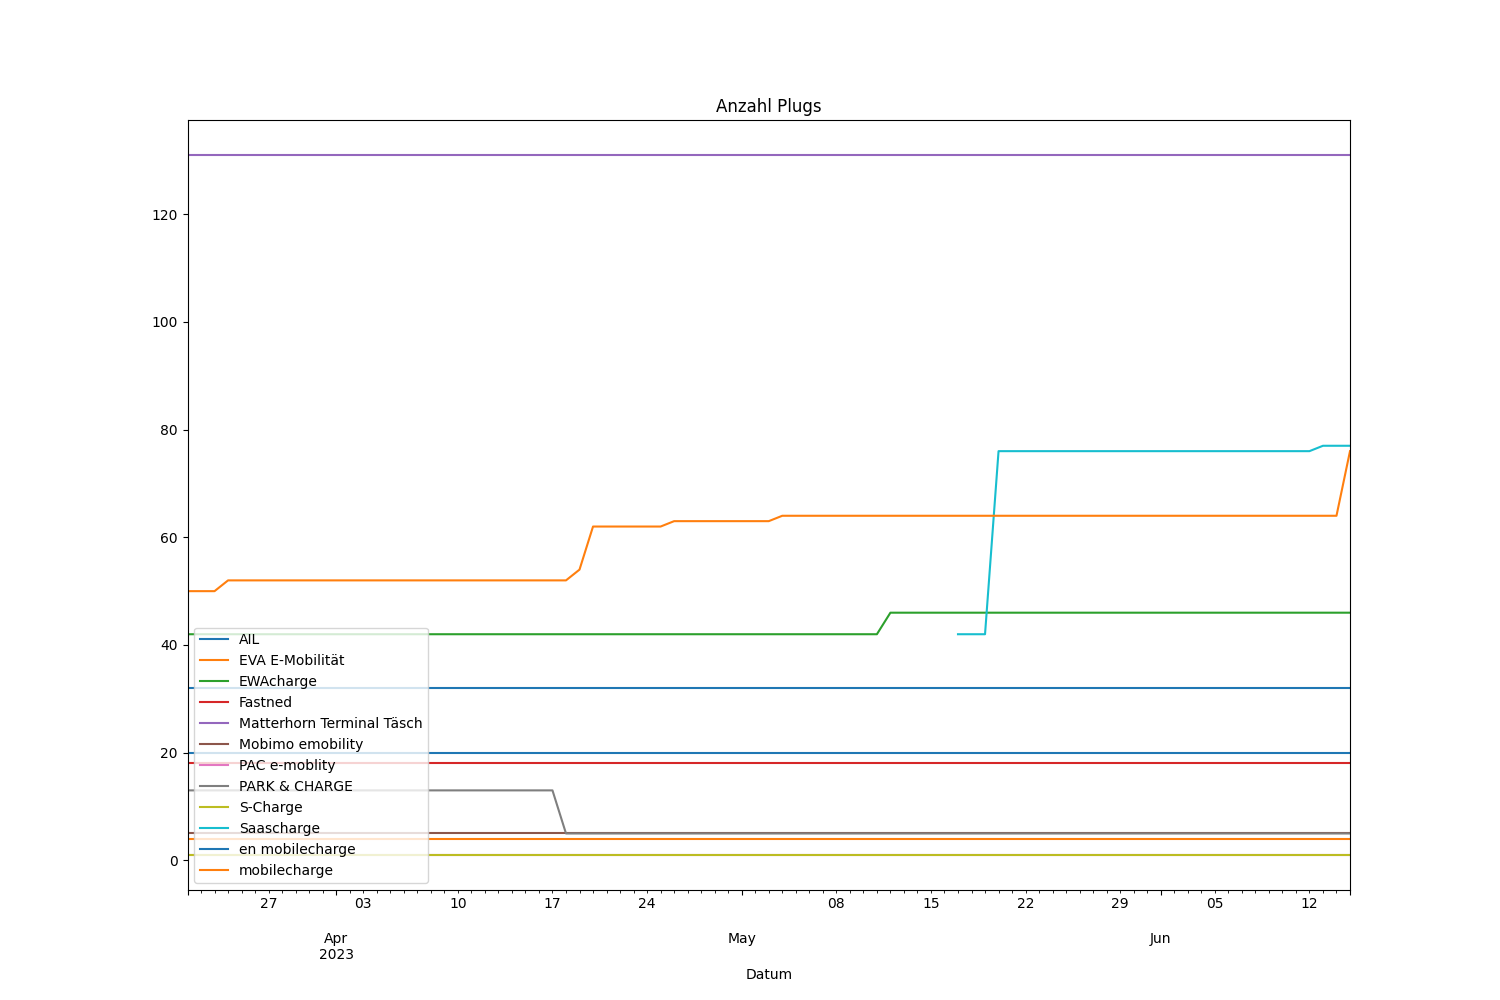 Anzahl Plugs
120
100
80
60
40
20
0
AIL
EVA E-Mobilität
EWAcharge
Fastned
Matterhorn Terminal Täsch
Mobimo emobility
PAC e-moblity
PARK & CHARGE
S-Charge
Saascharge
en mobilecharge
mobilecharge
27 03 10 17 24 08 15 22 29 05 12
Apr May Jun
2023
Datum